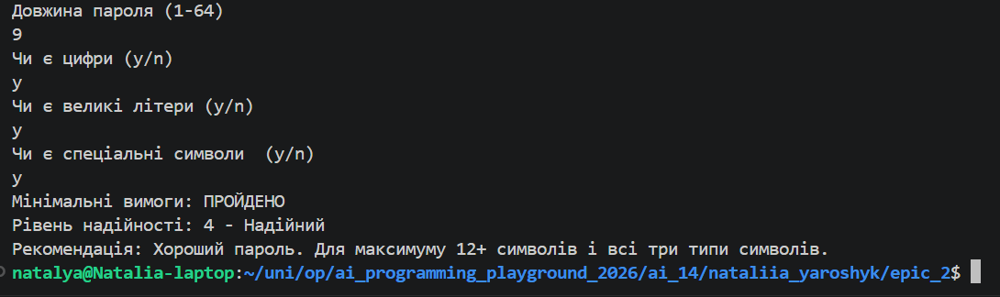 Довжина пароля (1-64)
9
Чи є цифри (y/n)
y
Чи є великі літери (y/n)
y
Чи є спеціальні символи  (y/n)
y
Мінімальні вимоги: ПРОЙДЕНО
Рівень надійності: 4 - Надійний
Рекомендація: Хороший пароль. Для максимуму 12+ символів і всі три типи символів.
natalya@Natalia-laptop:~/uni/op/ai_programming_playground_2026/ai_14/nataliia_yaroshyk/epic_2$